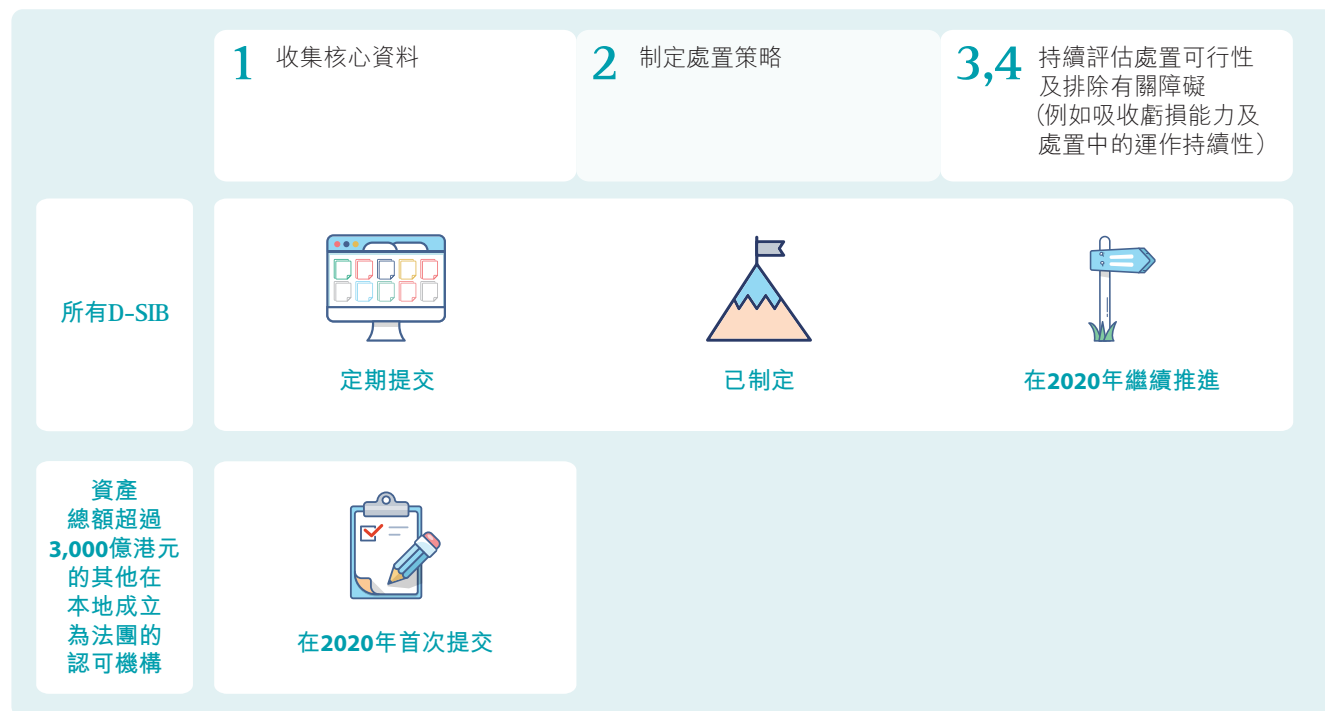 1 收集核心資料
2 制定處置策略
3,4 持續評估處置可行性
及排除有關障礙
(例如吸收虧損能力及
處置中的運作持續性)
所有D-SIB
定期提交
已制定
在2020年繼續推進
資產
總額超過
3,000億港元
的其他在
本地成立
為法團的
認可機構
在2020年首次提交